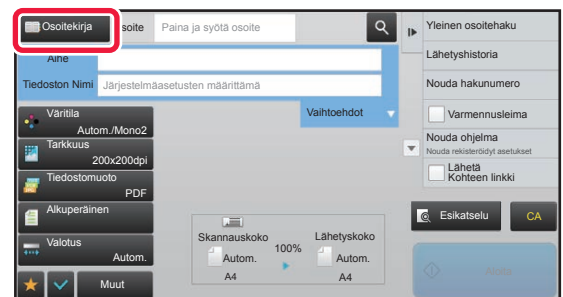 Osoitekirja
soite
Paina ja syötä osoite
Aihe
Tiedoston Nimi
Järjestelmäasetusten määrittämä
Vaihtoehdot
Väritila
Autom./Mono2
Tarkkuus
200x200dpi
Tiedostomuoto
PDF
Alkuperäinen
Valotus
Autom.
Muut
Skannauskoko
Autom.
A4
100%
Lähetyskoko
Autom.
A4
Yleinen osoitehaku
Lähetyshistoria
Nouda hakunumero
Varmennusleima
Nouda ohjelma
Nouda rekisteröidyt asetukset
Lähetä
Kohteen linkki
Esikatselu
CA
Aloita